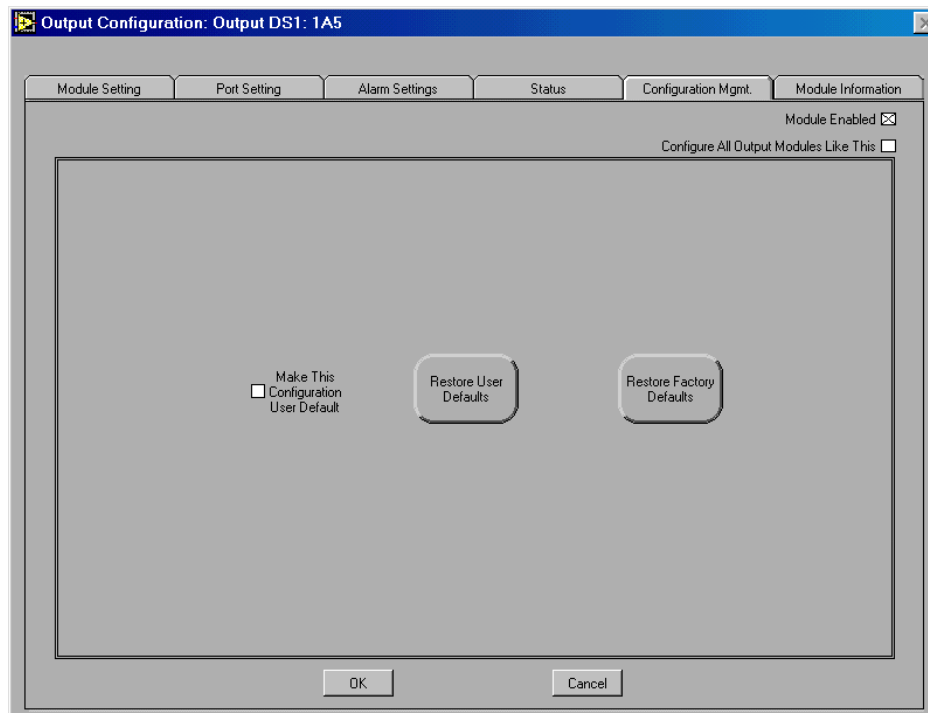 Output Configuration: Output DS1: 1A5
Module Setting
Port Setting
Alarm Settings
Status
Configuration Mgmt.
Module Information
Module Enabled
Configure All Output Modules Like This
Make This
Configuration
User Default
Restore User
Defaults
Restore Factory
Defaults
OK
Cancel